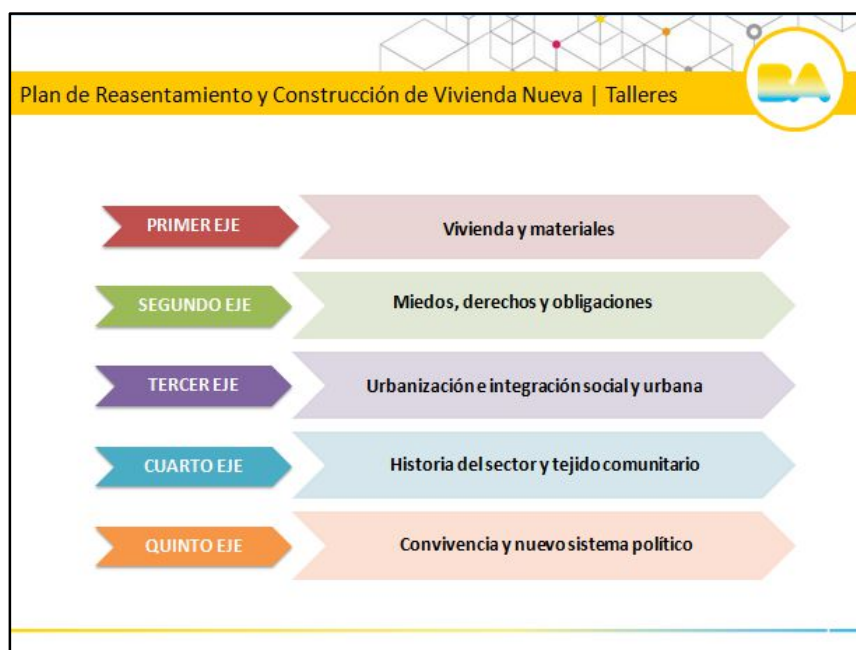 Plan de Reasentamiento y Construcción de Vivienda Nueva | Talleres
BA
PRIMER EJE
Vivienda y materiales
SEGUNDO EJE
Miedos, derechos y obligaciones
TERCER EJE
Urbanización e integración social y urbana
CUARTO EJE
Historia del sector y tejido comunitario
QUINTO EJE
Convivencia y nuevo sistema político